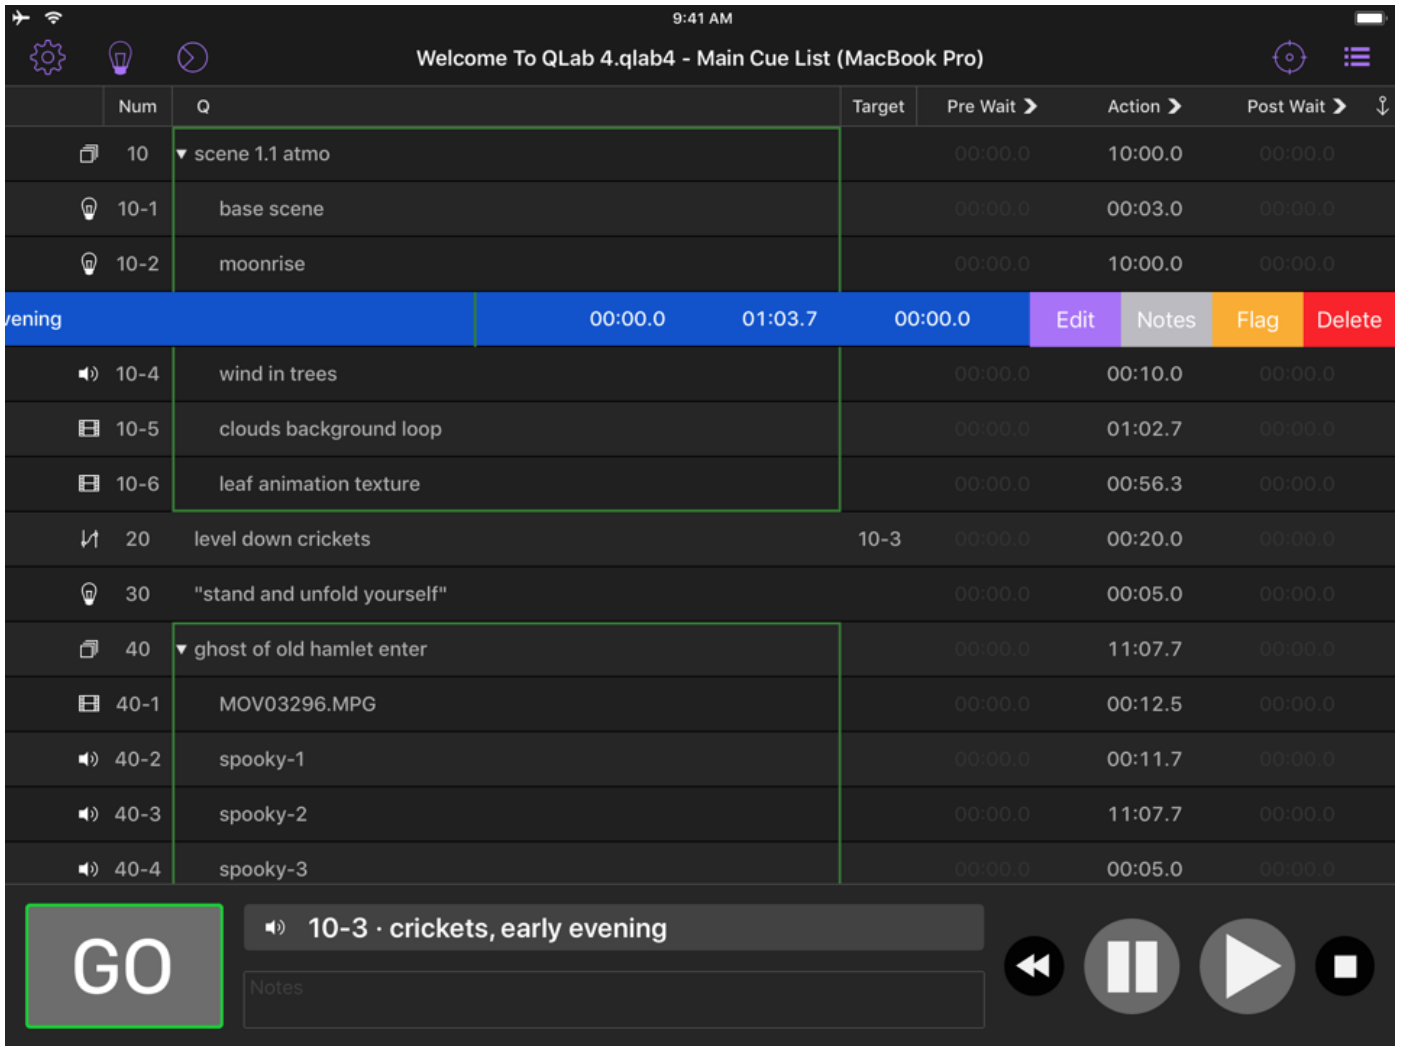 9:41 AM
Welcome To QLab 4.qlab4 - Main Cue List (MacBook Pro)
Num Q Target Pre Wait Action Post Wait
10 scene 1.1 atmo 00:00.0 10:00.0 00:00.0
10-1 base scene 00:00.0 00:03.0 00:00.0
10-2 moonrise 00:00.0 10:00.0 00:00.0
vening 00:00.0 01:03.7 00:00.0 Edit Notes Flag Delete
10-4 wind in trees 00:00.0 00:10.0 00:00.0
10-5 clouds background loop 00:00.0 01:02.7 00:00.0
10-6 leaf animation texture 00:00.0 00:56.3 00:00.0
20 level down crickets 10-3 00:00.0 00:20.0 00:00.0
30 "stand and unfold yourself" 00:00.0 00:05.0 00:00.0
40 ghost of old hamlet enter 00:00.0 11:07.7 00:00.0
40-1 MOV03296.MPG 00:00.0 00:12.5 00:00.0
40-2 spooky-1 00:00.0 00:11.7 00:00.0
40-3 spooky-2 00:00.0 11:07.7 00:00.0
40-4 spooky-3 00:00.0 00:05.0 00:00.0
GO
10-3 · crickets, early evening
Notes